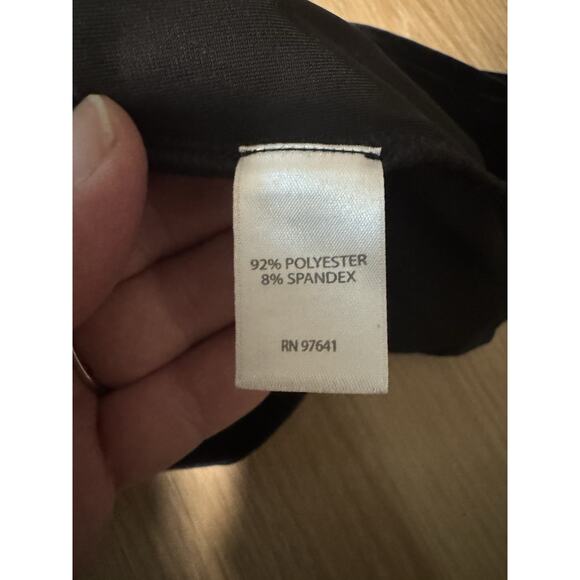 92% POLYESTER
8% SPANDEX
RN 97641